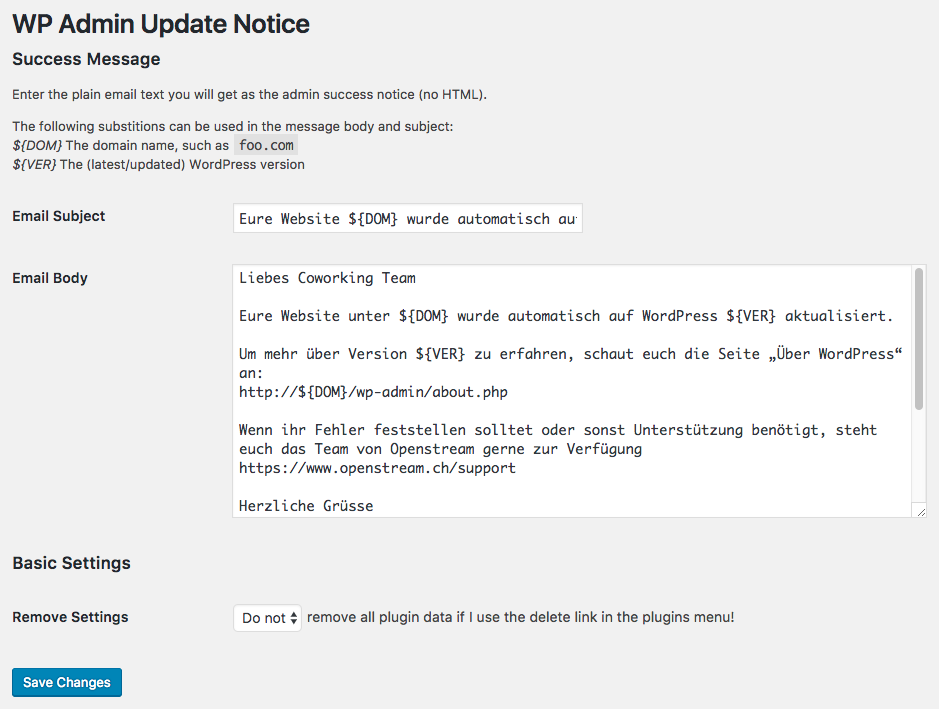 WP Admin Update Notice
Success Message
Enter the plain email text you will get as the admin success notice (no HTML).
The following substitions can be used in the message body and subject:
${DOM} The domain name, such as foo.com
${VER} The (latest/updated) WordPress version
Email Subject
Eure Website ${DOM} wurde automatisch au
Email Body
Liebes Coworking Team
Eure Website unter ${DOM} wurde automatisch auf WordPress ${VER} aktualisiert.
Um mehr über Version ${VER} zu erfahren, schaut euch die Seite „Über WordPress“
an:
http://${DOM}/wp-admin/about.php
Wenn ihr Fehler feststellen solltet oder sonst Unterstützung benötigt, steht
euch das Team von Openstream gerne zur Verfügung
https://www.openstream.ch/support
Herzliche Grüsse
Basic Settings
Remove Settings
Do not remove all plugin data if I use the delete link in the plugins menu!
Save Changes